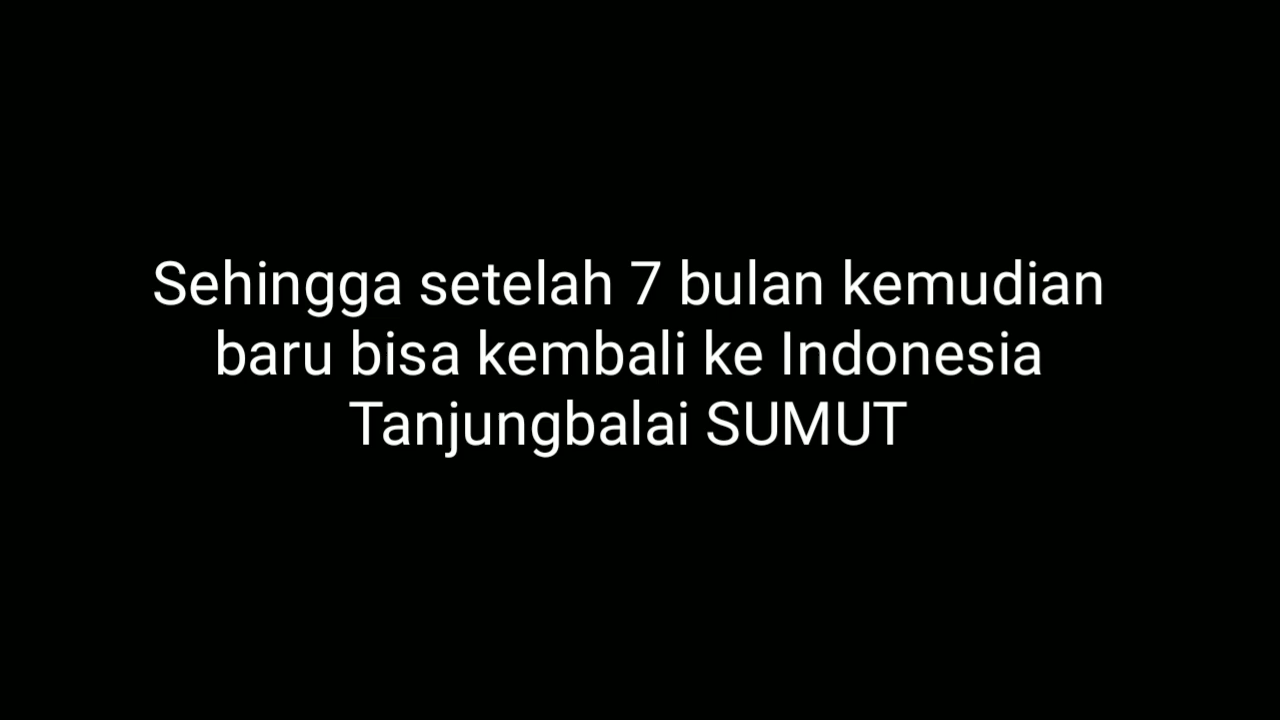 Sehingga setelah 7 bulan kemudian
baru bisa kembali ke Indonesia
Tanjungbalai SUMUT